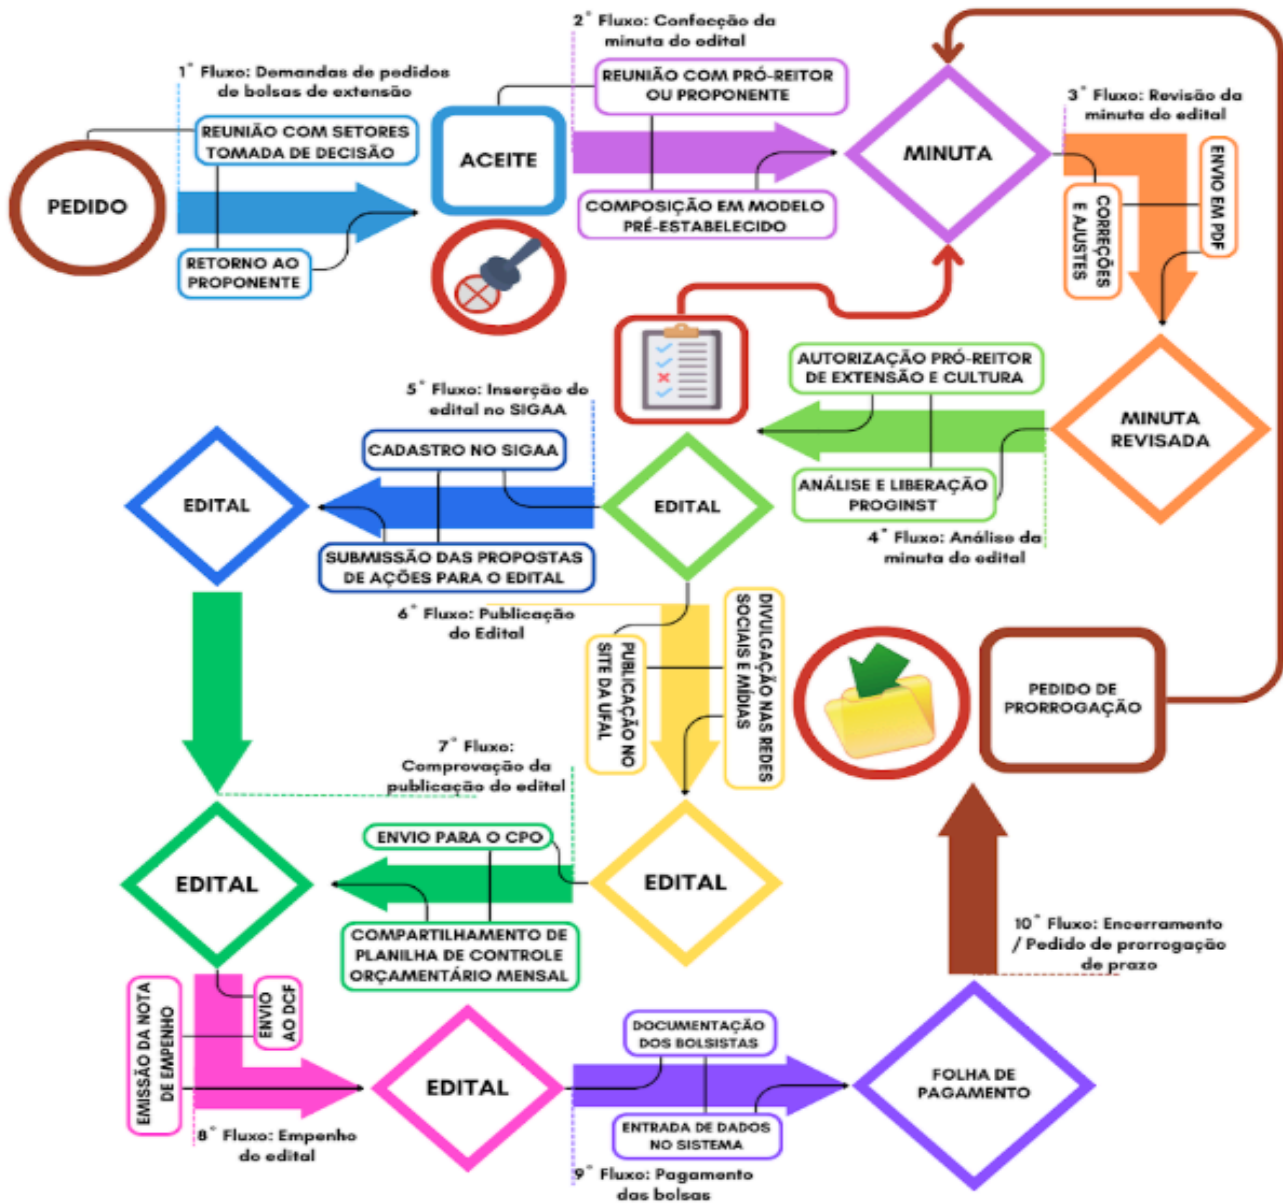 1° Fluxo: Demandas de pedidos
de bolsas de extensão
PEDIDO
REUNIÃO COM SETORES
TOMADA DE DECISÃO
RETORNO AO
PROPONENTE
ACEITE
2° Fluxo: Confecção da
minuta do edital
REUNIÃO COM PRÓ-REITOR
OU PROPONENTE
COMPOSIÇÃO EM MODELO
PRÉ-ESTABELECIDO
MINUTA
3° Fluxo: Revisão da
minuta do edital
CORREÇÕES
E AJUSTES
ENVIO EM PDF
MINUTA
REVISADA
AUTORIZAÇÃO PRÓ-REITOR
DE EXTENSÃO E CULTURA
ANÁLISE E LIBERAÇÃO
PROGINST
4° Fluxo: Análise da
minuta do edital
EDITAL
5° Fluxo: Inserção do
edital no SIGAA
CADASTRO NO SIGAA
SUBMISSÃO DAS PROPOSTAS
DE AÇÕES PARA O EDITAL
EDITAL
6° Fluxo: Publicação
do Edital
PUBLICAÇÃO NO
SITE DA UFAL
DIVULGAÇÃO NAS REDES
SOCIAIS E MÍDIAS
EDITAL
7° Fluxo:
Comprovação da
publicação do edital
ENVIO PARA O CPO
COMPARTILHAMENTO DE
PLANILHA DE CONTROLE
ORÇAMENTÁRIO MENSAL
EDITAL
EMISSÃO DA NOTA
DE EMPENHO
ENVIO
AO DCF
8° Fluxo: Empenho
do edital
EDITAL
DOCUMENTAÇÃO
DOS BOLSISTAS
ENTRADA DE DADOS
NO SISTEMA
9° Fluxo: Pagamento
das bolsas
FOLHA DE
PAGAMENTO
10° Fluxo: Encerramento
/ Pedido de prorrogação
de prazo
PEDIDO DE
PRORROGAÇÃO